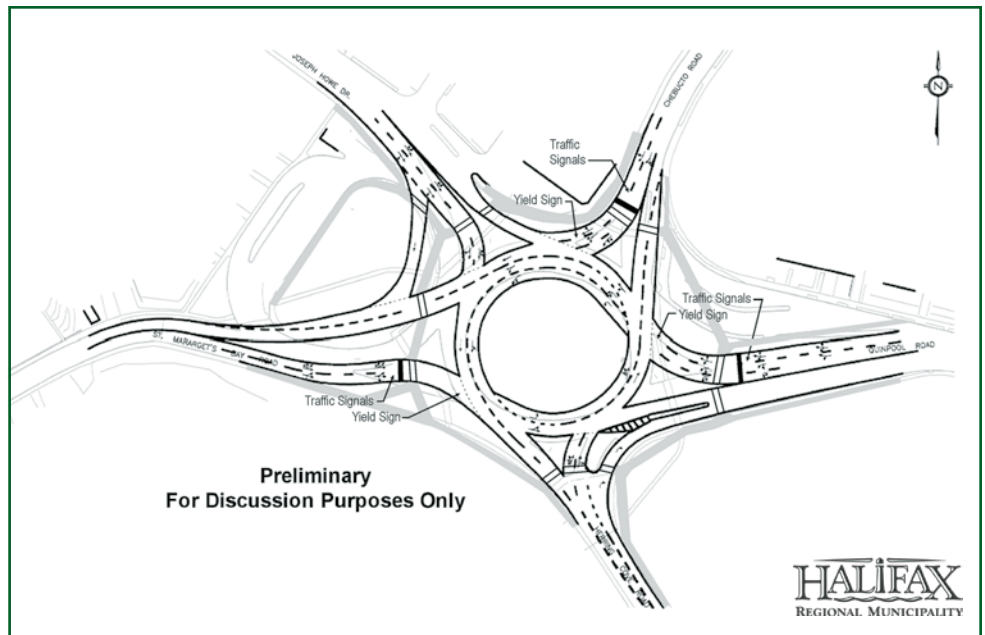 JOSEPH HOWE DR.
CHEBUCTO ROAD
N
Traffic
Signals
Yield Sign
Traffic Signals
Yield Sign
QUINPOOL ROAD
ST. MARARGET'S BAY ROAD
Traffic Signals
Yield Sign
Preliminary
For Discussion Purposes Only
HALIFAX
REGIONAL MUNICIPALITY